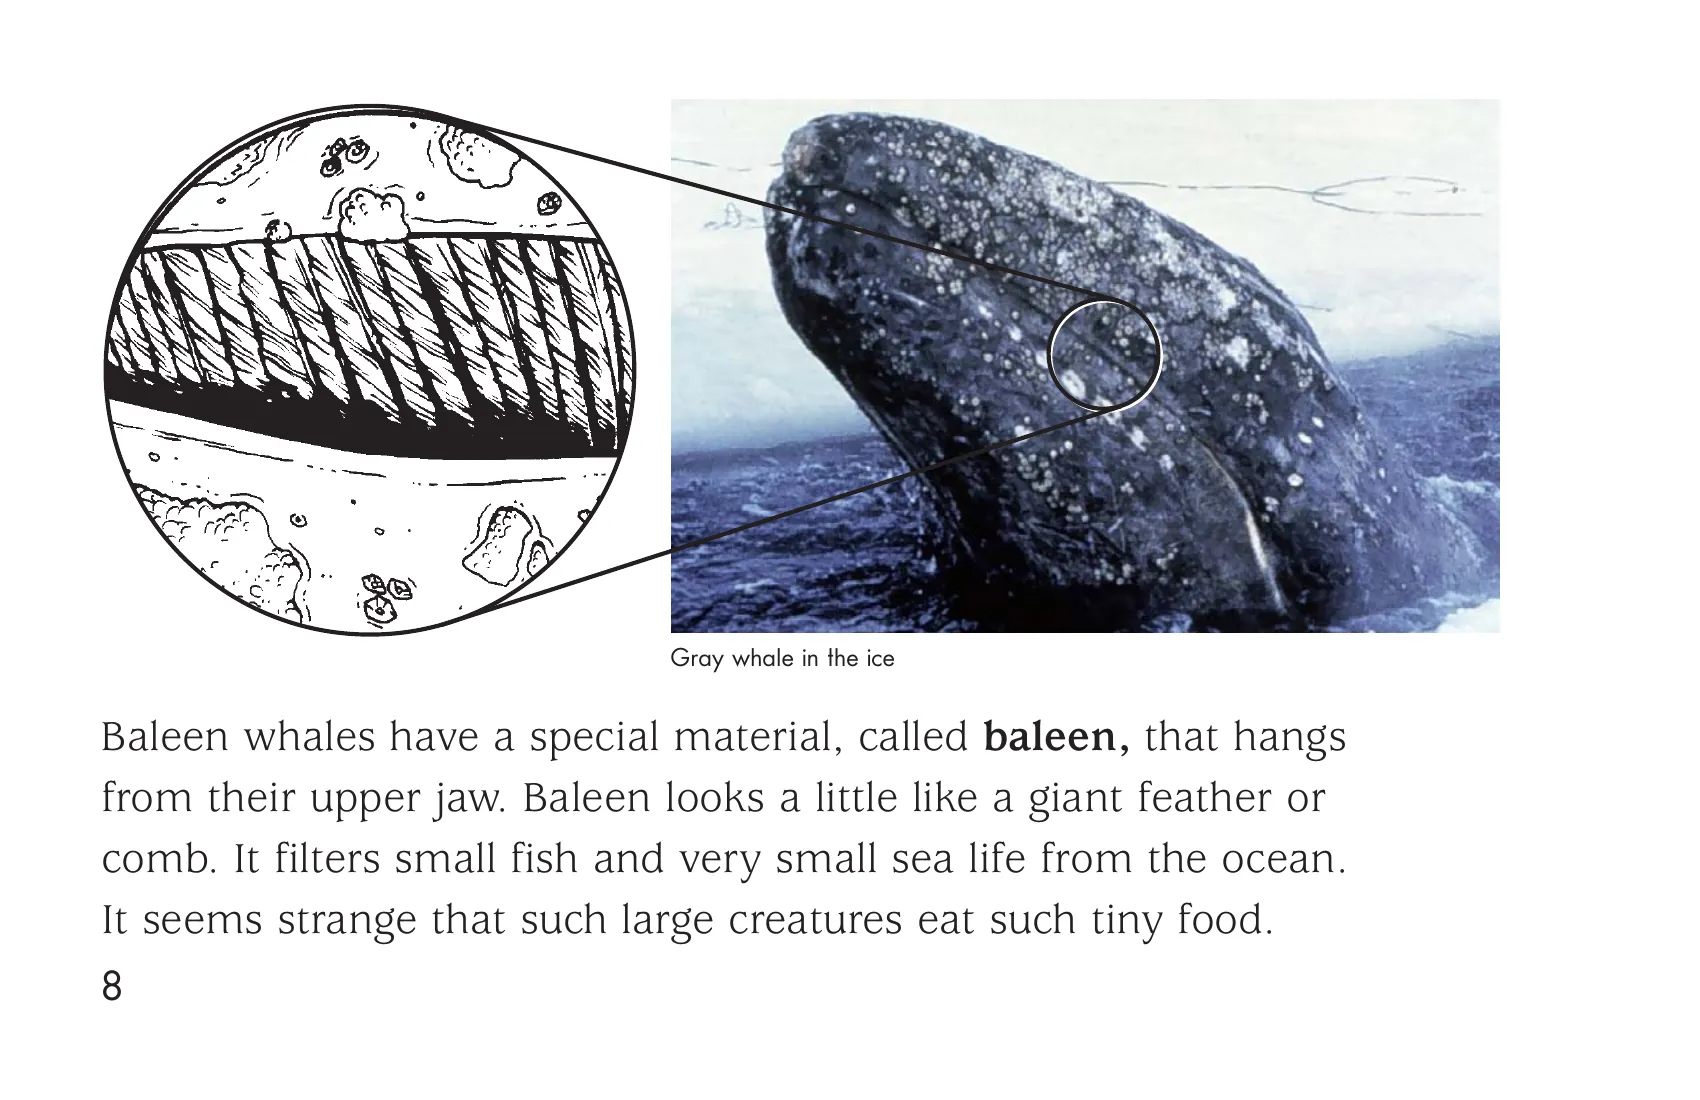 Gray whale in the ice
Baleen whales have a special material, called baleen, that hangs
from their upper jaw. Baleen looks a little like a giant feather or
comb. It filters small fish and very small sea life from the ocean.
It seems strange that such large creatures eat such tiny food.
8